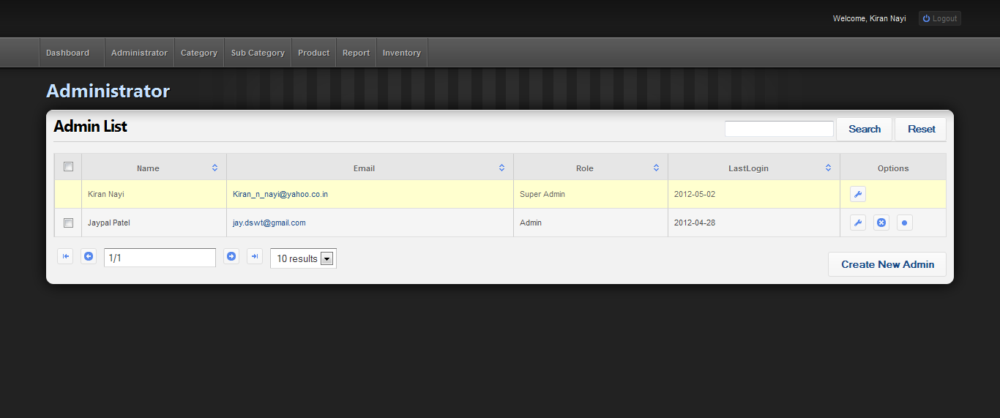 Welcome, Kiran Nayi Logout
Dashboard Administrator Category Sub Category Product Report Inventory
Administrator
Admin List Search Reset
Name Email Role LastLogin Options
Kiran Nayi Kiran_n_nayi@yahoo.co.in Super Admin 2012-05-02
Jaypal Patel jay.dswt@gmail.com Admin 2012-04-28
1/1 10 results
Create New Admin